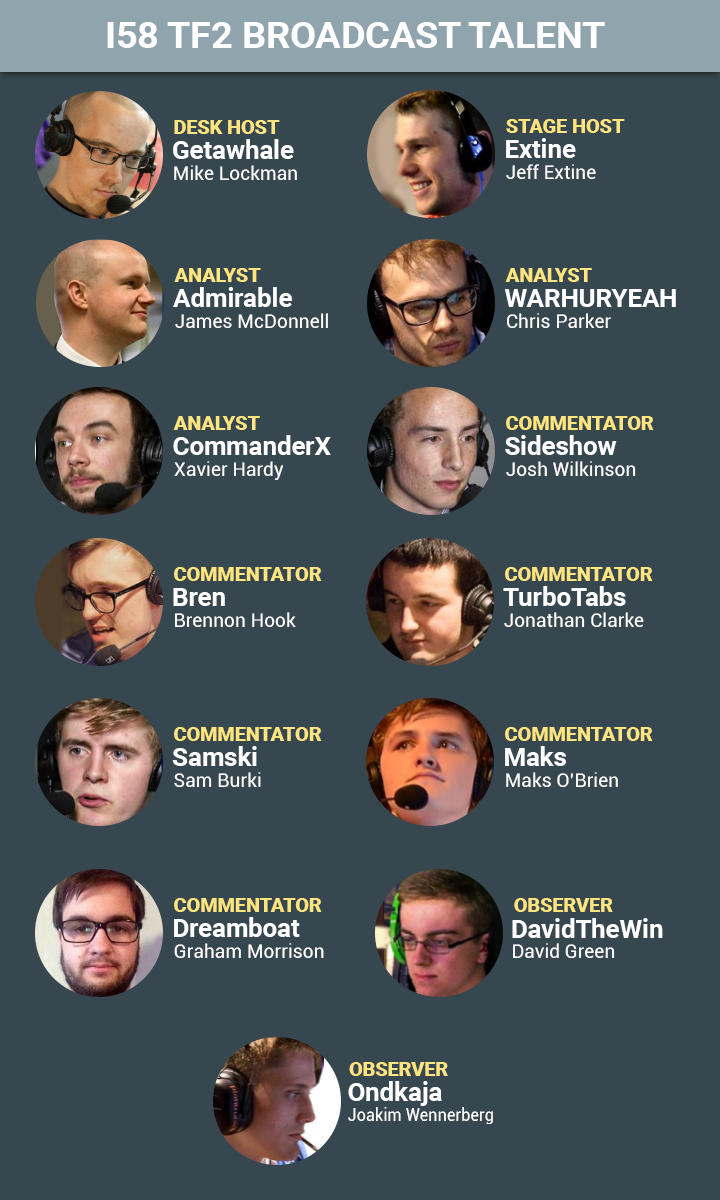 I58 TF2 BROADCAST TALENT
DESK HOST
Getawhale
Mike Lockman
STAGE HOST
Extine
Jeff Extine
ANALYST
Admirable
James McDonnell
ANALYST
WARHURYEAH
Chris Parker
ANALYST
CommanderX
Xavier Hardy
COMMENTATOR
Sideshow
Josh Wilkinson
COMMENTATOR
Bren
Brennon Hook
COMMENTATOR
TurboTabs
Jonathan Clarke
COMMENTATOR
Samski
Sam Burki
COMMENTATOR
Maks
Maks O'Brien
COMMENTATOR
Dreamboat
Graham Morrison
OBSERVER
DavidTheWin
David Green
OBSERVER
Ondkaja
Joakim Wennerberg